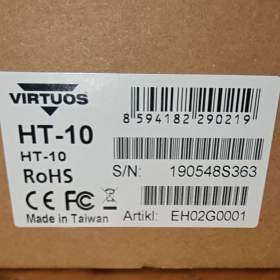 VIRTUOS
8 594182 290219
HT-10
HT-10
RoHS
S/N: 190548S363
CE FC
Made in Taiwan
Artikl: EH02G0001